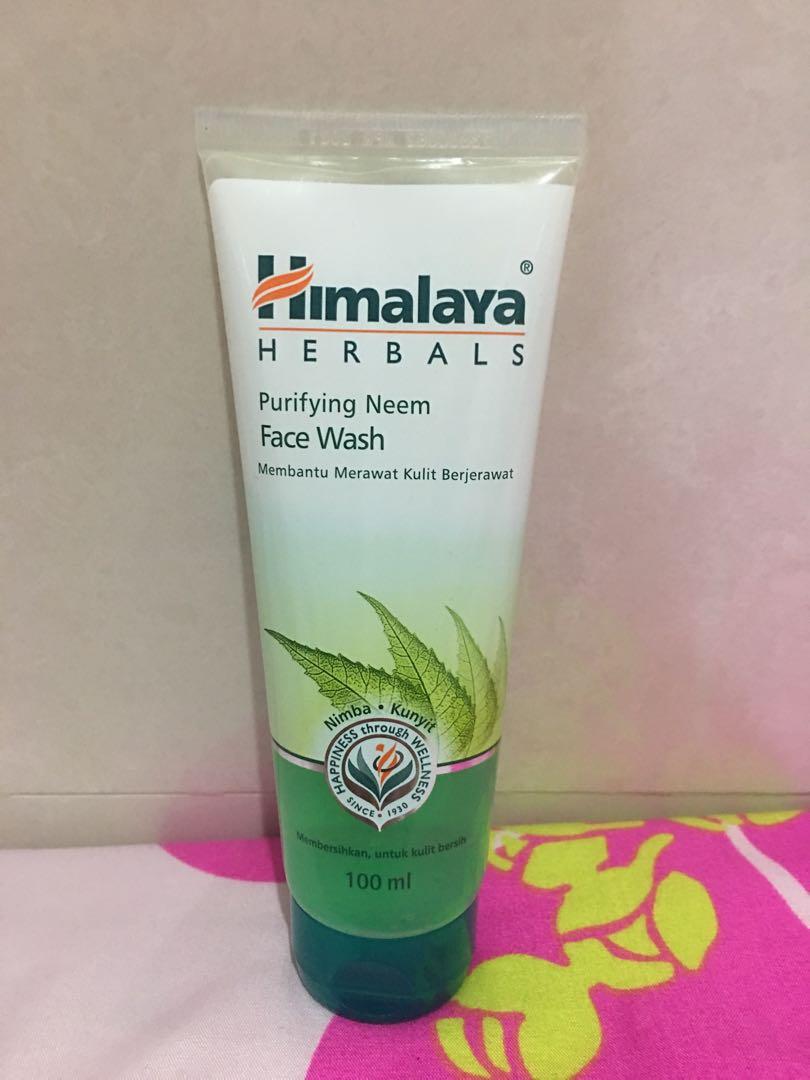 Himalaya®
HERBALS
Purifying Neem
Face Wash
Membantu Merawat Kulit Berjerawat
Nimba • Kunyit
HAPPINESS through WELLNESS
SINCE • 1930
Membersihkan, untuk kulit bersih
100 ml